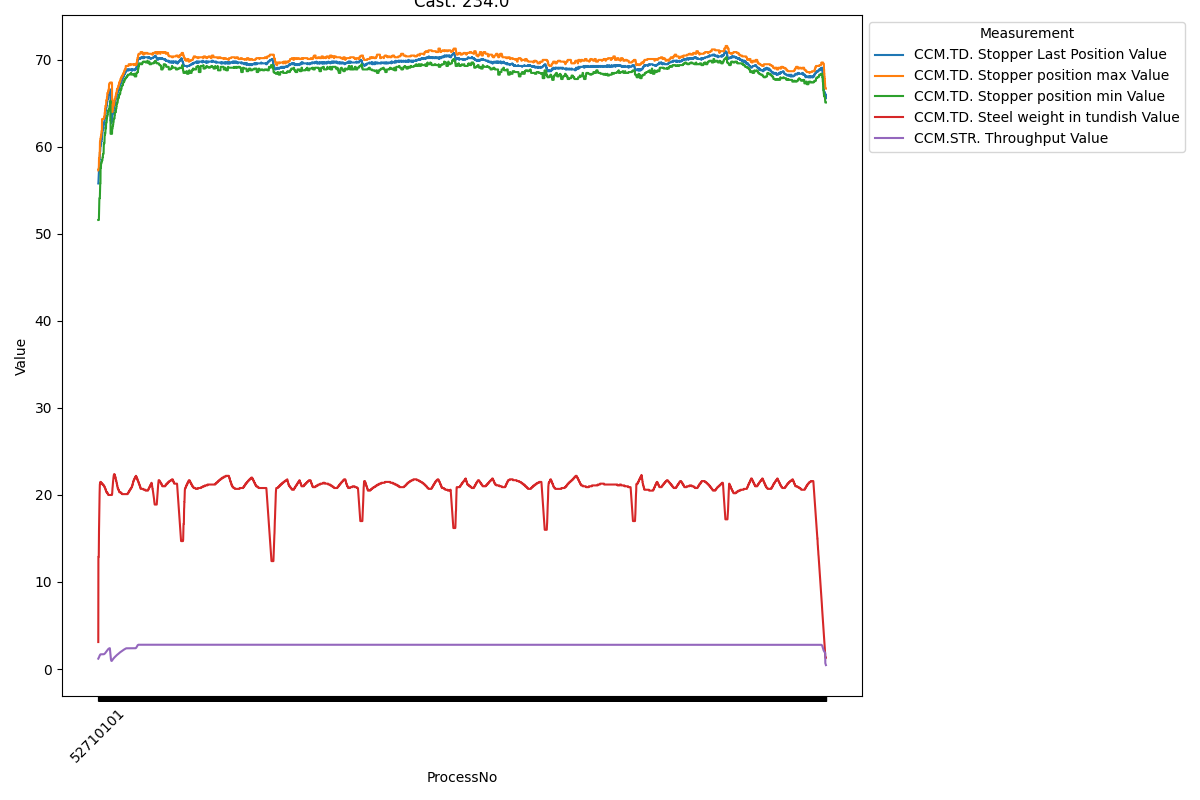 Cast: 234.0
Measurement
CCM.TD. Stopper Last Position Value
CCM.TD. Stopper position max Value
CCM.TD. Stopper position min Value
CCM.TD. Steel weight in tundish Value
CCM.STR. Throughput Value
Value
70
60
50
40
30
20
10
0
52710101
ProcessNo